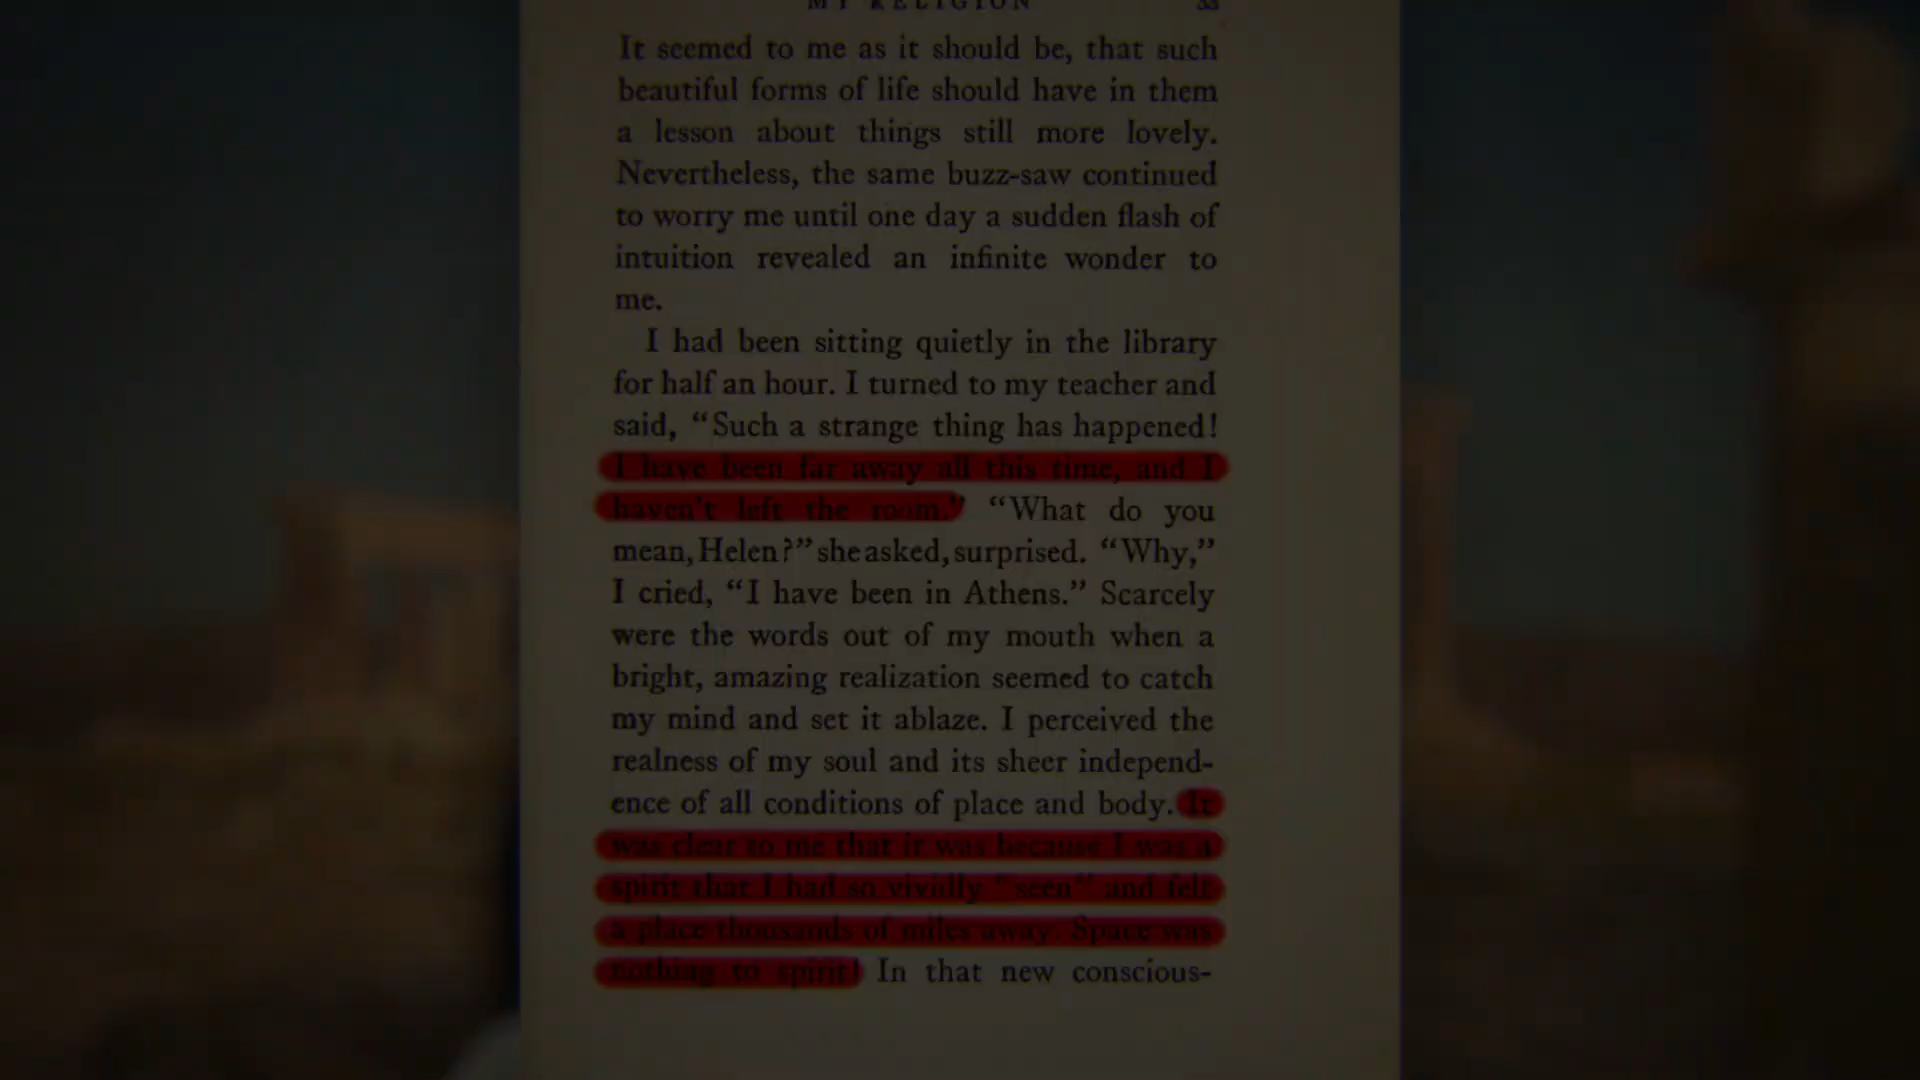 MY RELIGION 33
It seemed to me as it should be, that such
beautiful forms of life should have in them
a lesson about things still more lovely.
Nevertheless, the same buzz-saw continued
to worry me until one day a sudden flash of
intuition revealed an infinite wonder to
me.
I had been sitting quietly in the library
for half an hour. I turned to my teacher and
said, “Such a strange thing has happened!
I have been far away all this time, and I
haven't left the room.” “What do you
mean, Helen?” she asked, surprised. “Why,”
I cried, “I have been in Athens.” Scarcely
were the words out of my mouth when a
bright, amazing realization seemed to catch
my mind and set it ablaze. I perceived the
realness of my soul and its sheer independ-
ence of all conditions of place and body. It
was clear to me that it was because I was a
spirit that I had so vividly “seen” and felt
a place thousands of miles away. Space was
nothing to spirit! In that new conscious-